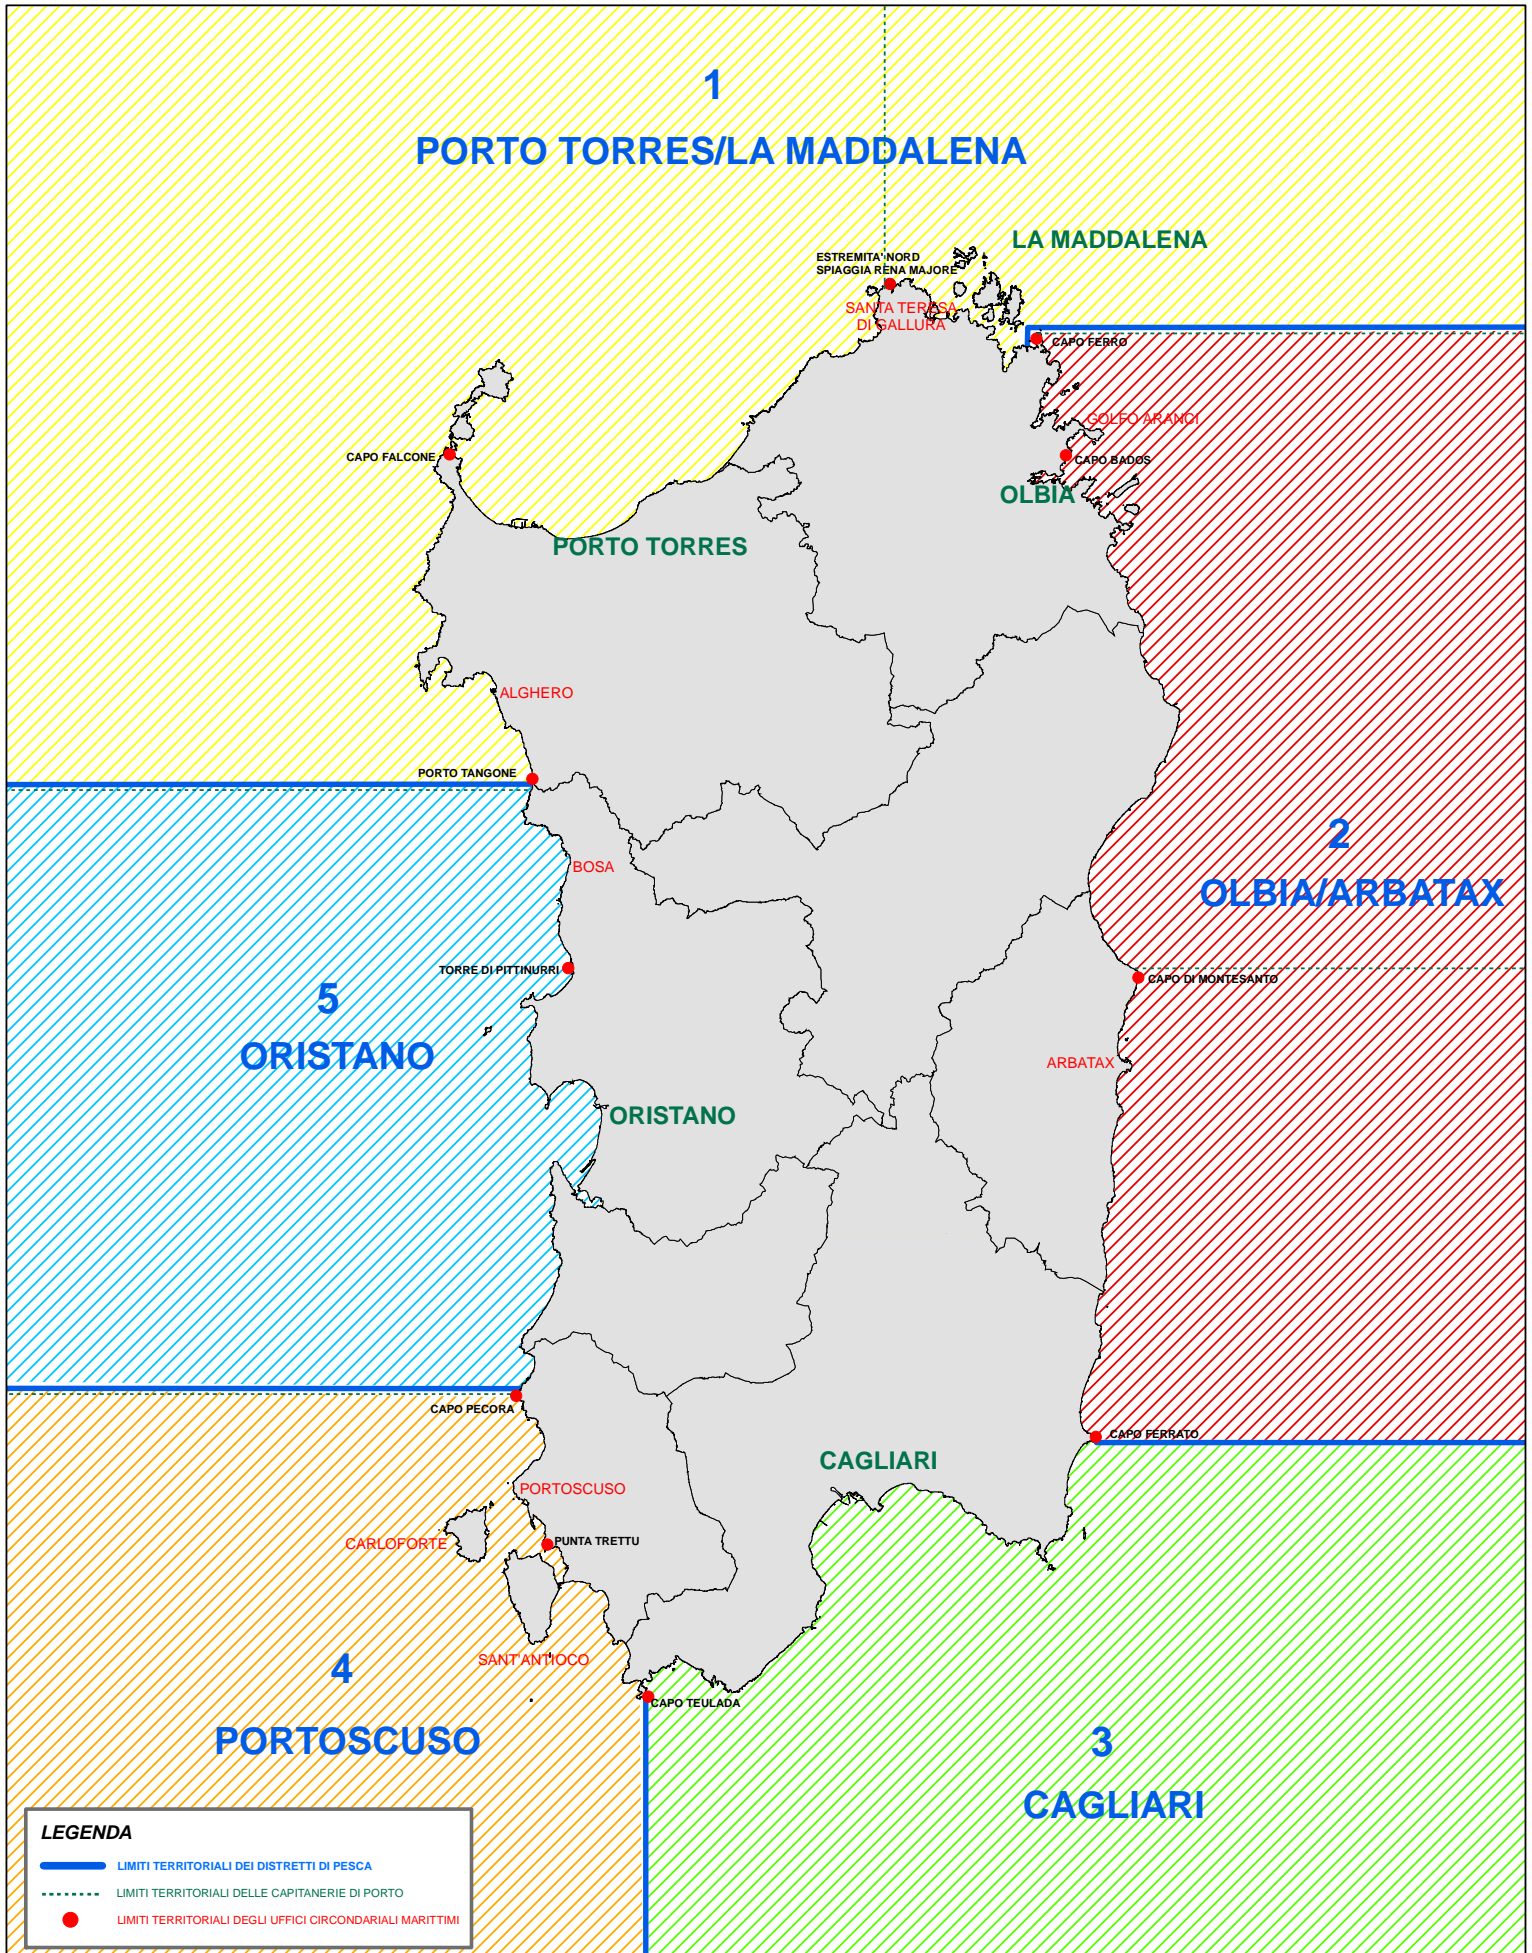 1
PORTO TORRES/LA MADDALENA
LA MADDALENA
ESTREMITA' NORD
SPIAGGIA RENA MAJORE
SANTA TERESA
DI GALLURA
CAPO FERRO
GOLFO ARANCI
CAPO FALCONE
CAPO BADOS
OLBIA
PORTO TORRES
ALGHERO
PORTO TANGONE
2
OLBIA/ARBATAX
BOSA
TORRE DI PITTINURRI
CAPO DI MONTESANTO
5
ORISTANO
ARBATAX
ORISTANO
CAPO PECORA
CAPO FERRATO
CAGLIARI
PORTOSCUSO
CARLOFORTE
PUNTA TRETTU
SANT'ANTIOCO
4
PORTOSCUSO
CAPO TEULADA
3
CAGLIARI
LEGENDA
LIMITI TERRITORIALI DEI DISTRETTI DI PESCA
LIMITI TERRITORIALI DELLE CAPITANERIE DI PORTO
LIMITI TERRITORIALI DEGLI UFFICI CIRCONDARIALI MARITTIMI